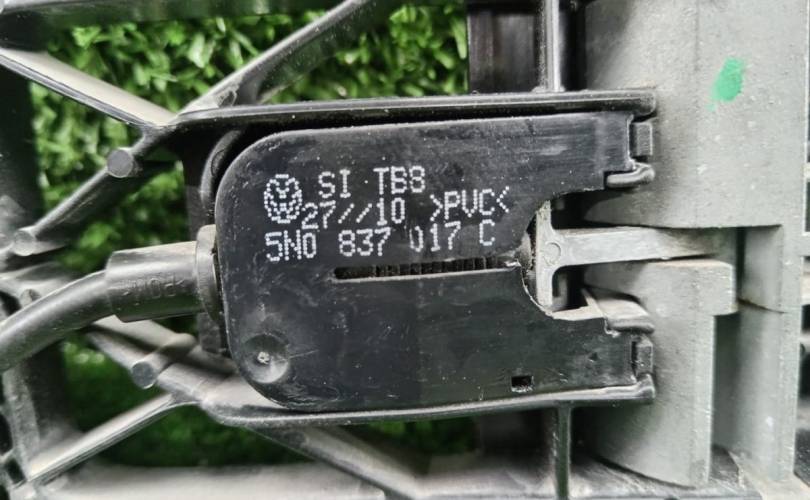 SI TB8
27//10 >PVC<
5N0 837 017 C